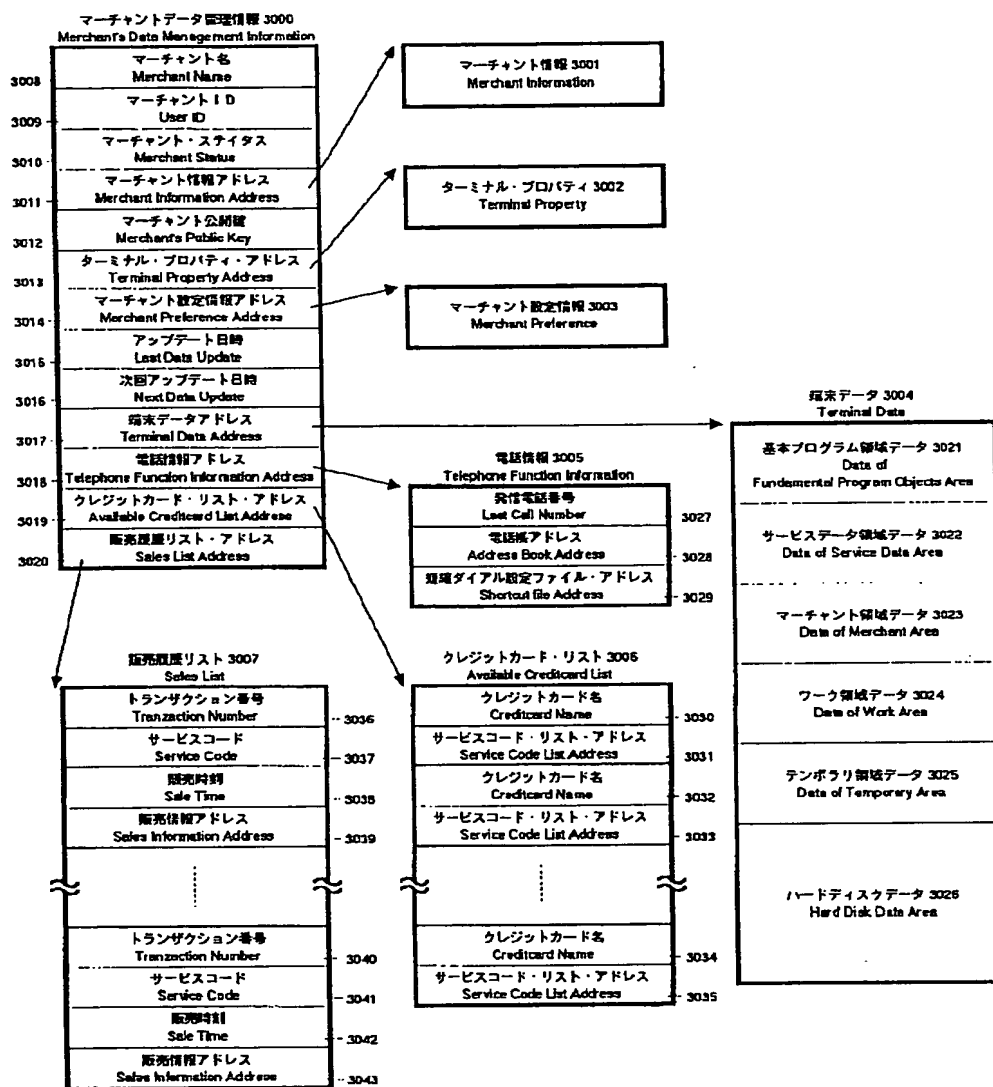 マーチャントデータ管理情報 3000
Merchant's Data Management Information
マーチャント名
Merchant Name
3008
マーチャントID
User ID
3009
マーチャント・ステイタス
Merchant Status
3010
マーチャント情報アドレス
Merchant Information Address
3011
マーチャント公開鍵
Merchant's Public Key
3012
ターミナル・プロパティ・アドレス
Terminal Property Address
3013
マーチャント設定情報アドレス
Merchant Preference Address
3014
アップデート日時
Last Data Update
3015
次回アップデート日時
Next Data Update
3016
端末データアドレス
Terminal Data Address
3017
電話情報アドレス
Telephone Function Information Address
3018
クレジットカード・リスト・アドレス
Available Creditcard List Address
3019
販売履歴リスト・アドレス
Sales List Address
3020
マーチャント情報 3001
Merchant Information
ターミナル・プロパティ 3002
Terminal Property
マーチャント設定情報 3003
Merchant Preference
端末データ 3004
Terminal Data
基本プログラム領域データ 3021
Data of
Fundamental Program Objects Area
サービスデータ領域データ 3022
Data of Service Data Area
マーチャント領域データ 3023
Data of Merchant Area
ワーク領域データ 3024
Data of Work Area
テンポラリ領域データ 3025
Data of Temporary Area
ハードディスクデータ 3026
Hard Disk Data Area
電話情報 3005
Telephone Function Information
発信電話番号
Last Call Number
3027
電話帳アドレス
Address Book Address
3028
短縮ダイアル設定ファイル・アドレス
Shortcut file Address
3029
販売履歴リスト 3007
Sales List
トランザクション番号
Tranzaction Number
3036
サービスコード
Service Code
3037
販売時刻
Sale Time
3038
販売情報アドレス
Sales Information Address
3039
トランザクション番号
Tranzaction Number
3040
サービスコード
Service Code
3041
販売時刻
Sale Time
3042
販売情報アドレス
Sales Information Address
3043
クレジットカード・リスト 3006
Available Creditcard List
クレジットカード名
Creditcard Name
3030
サービスコード・リスト・アドレス
Service Code List Address
3031
クレジットカード名
Creditcard Name
3032
サービスコード・リスト・アドレス
Service Code List Address
3033
クレジットカード名
Creditcard Name
3034
サービスコード・リスト・アドレス
Service Code List Address
3035